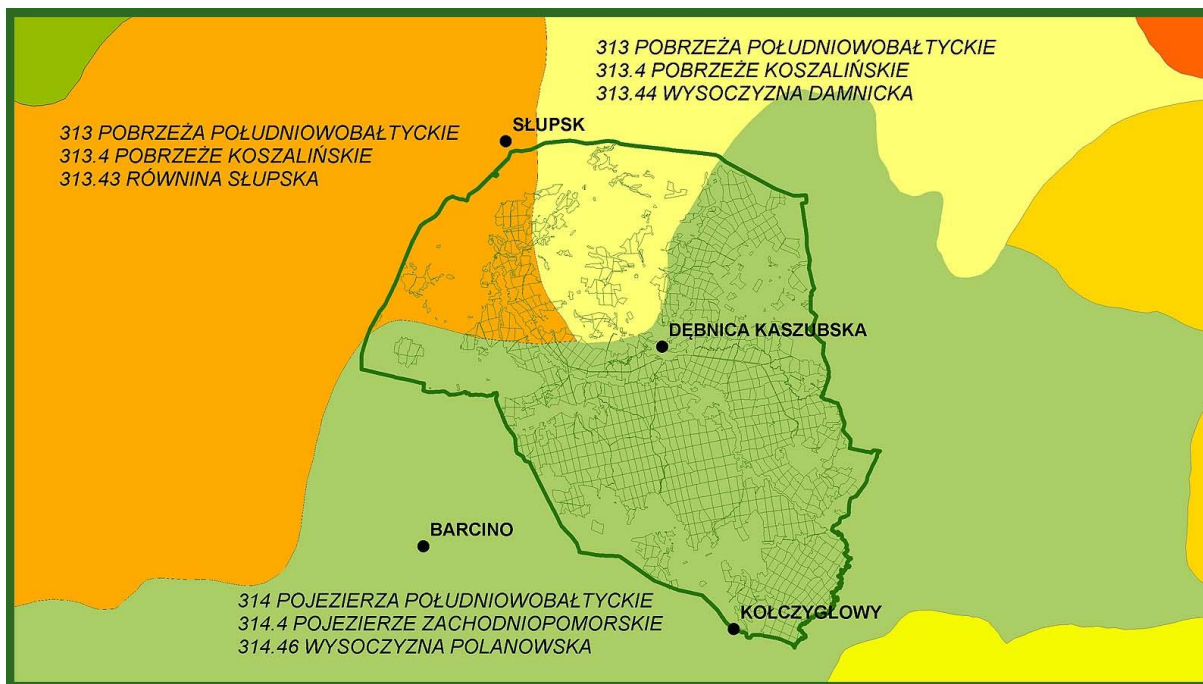 313 POBRZEŻA POŁUDNIOWOBAŁTYCKIE
313.4 POBRZEŻE KOSZALIŃSKIE
313.44 WYSOCZYZNA DAMNICKA
SŁUPSK
313 POBRZEŻA POŁUDNIOWOBAŁTYCKIE
313.4 POBRZEŻE KOSZALIŃSKIE
313.43 RÓWNINA SŁUPSKA
DĘBNICA KASZUBSKA
BARCINO
314 POJEZIERZA POŁUDNIOWOBAŁTYCKIE
314.4 POJEZIERZE ZACHODNIOPOMORSKIE
314.46 WYSOCZYZNA POLANOWSKA
KOŁCZYGŁOWY